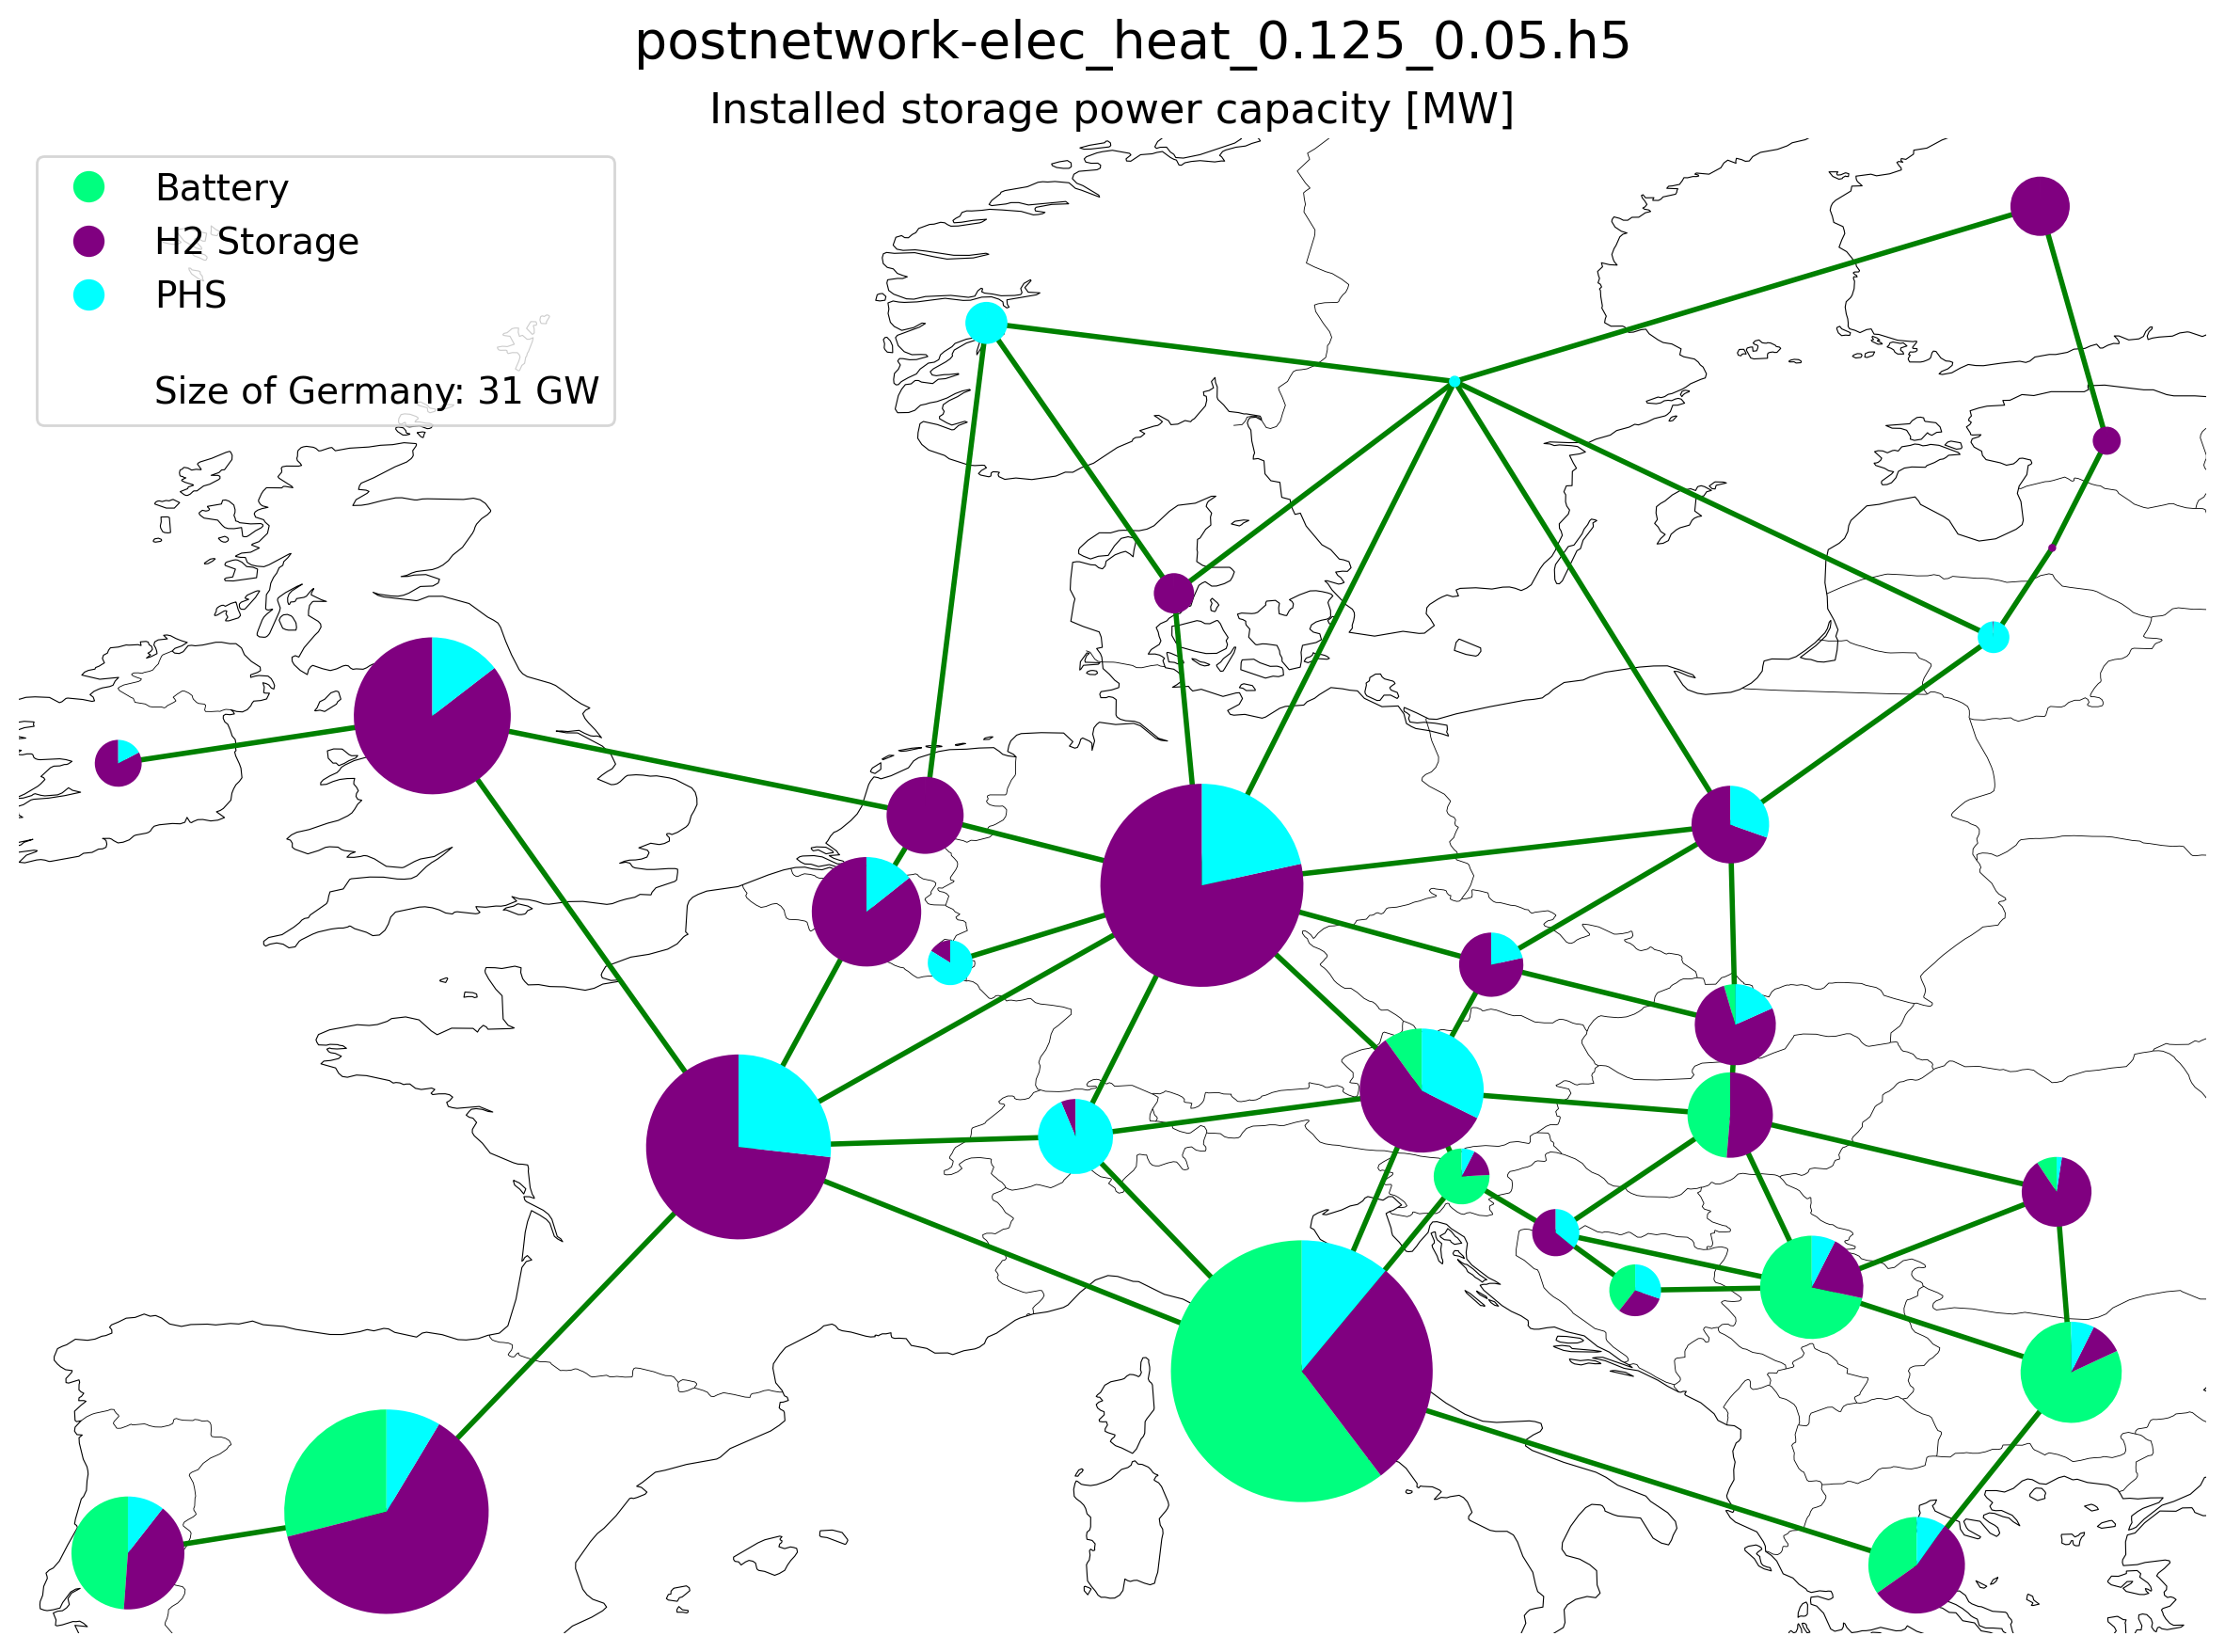 postnetwork-elec_heat_0.125_0.05.h5
Installed storage power capacity [MW]
Battery
H2 Storage
PHS
Size of Germany: 31 GW